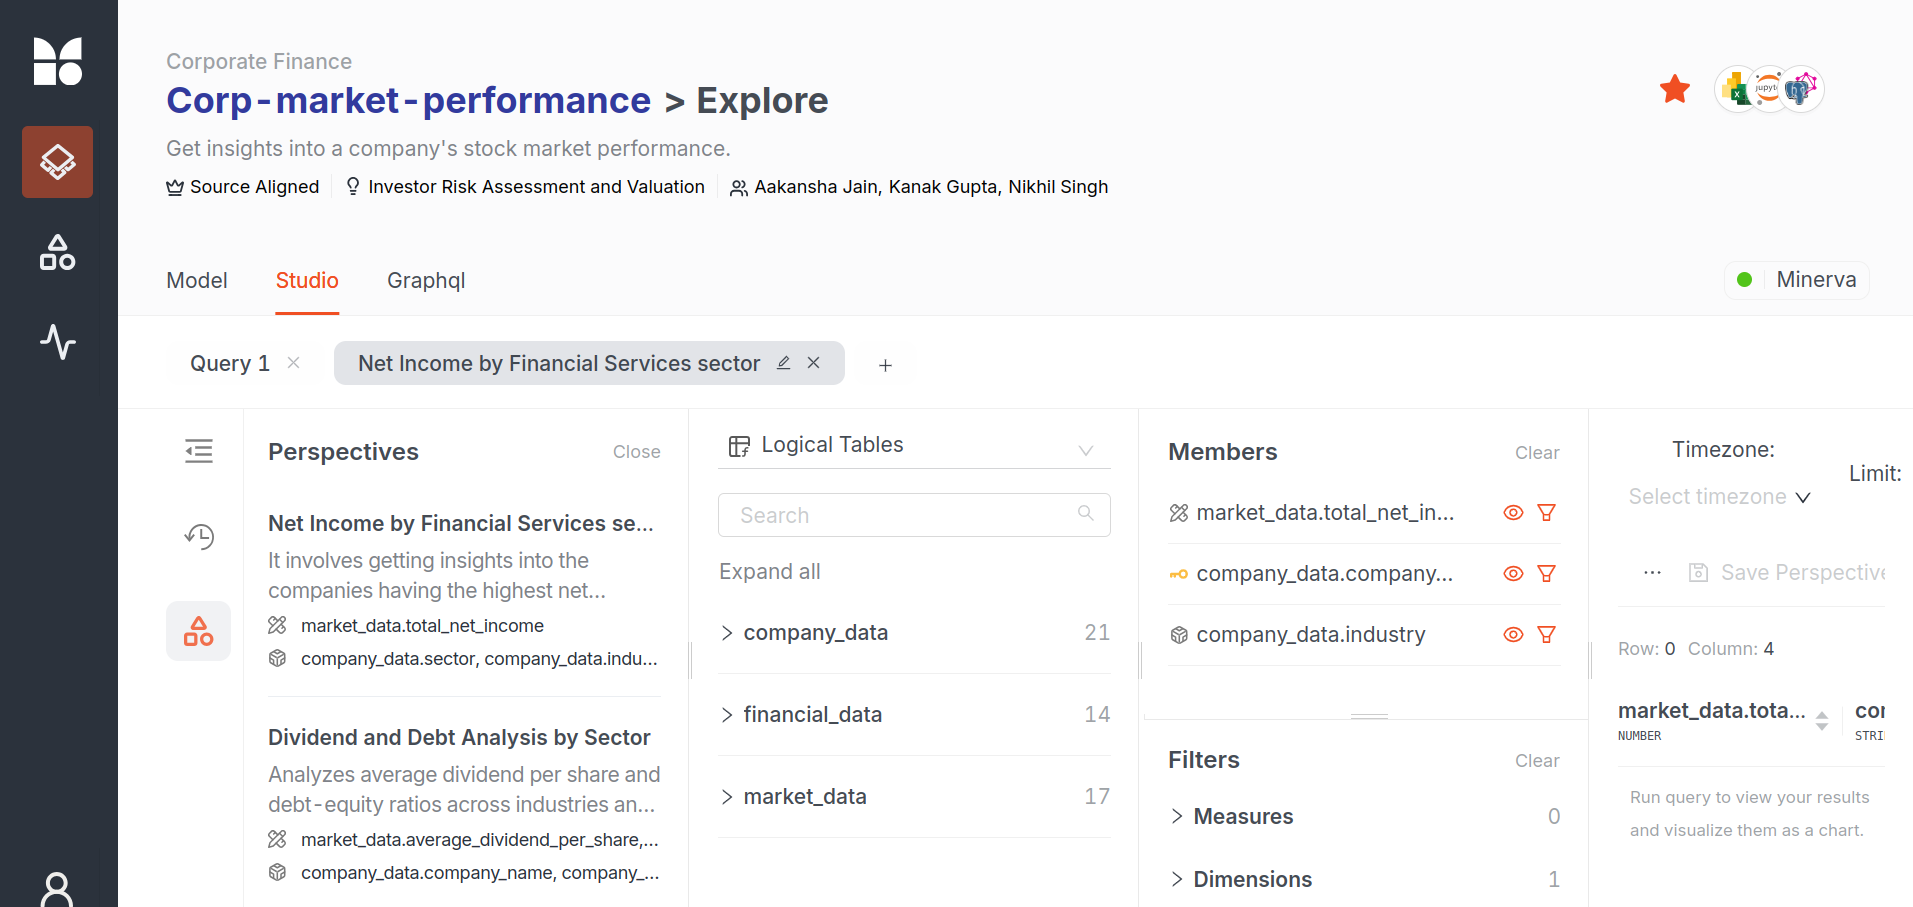 Corporate Finance
Corp-market-performance > Explore
Get insights into a company's stock market performance.
Source Aligned
Investor Risk Assessment and Valuation
Aakansha Jain, Kanak Gupta, Nikhil Singh
Model
Studio
Graphql
Minerva
Query 1
Net Income by Financial Services sector
Perspectives
Close
Net Income by Financial Services se...
It involves getting insights into the
companies having the highest net...
market_data.total_net_income
company_data.sector, company_data.indu...
Dividend and Debt Analysis by Sector
Analyzes average dividend per share and
debt-equity ratios across industries an...
market_data.average_dividend_per_share,...
company_data.company_name, company_...
Logical Tables
Search
Expand all
company_data 21
financial_data 14
market_data 17
Members
Clear
market_data.total_net_in...
company_data.company...
company_data.industry
Filters
Clear
Measures 0
Dimensions 1
Timezone:
Select timezone
Limit:
... Save Perspective
Row: 0 Column: 4
market_data.tota...
NUMBER
Run query to view your results
and visualize them as a chart.